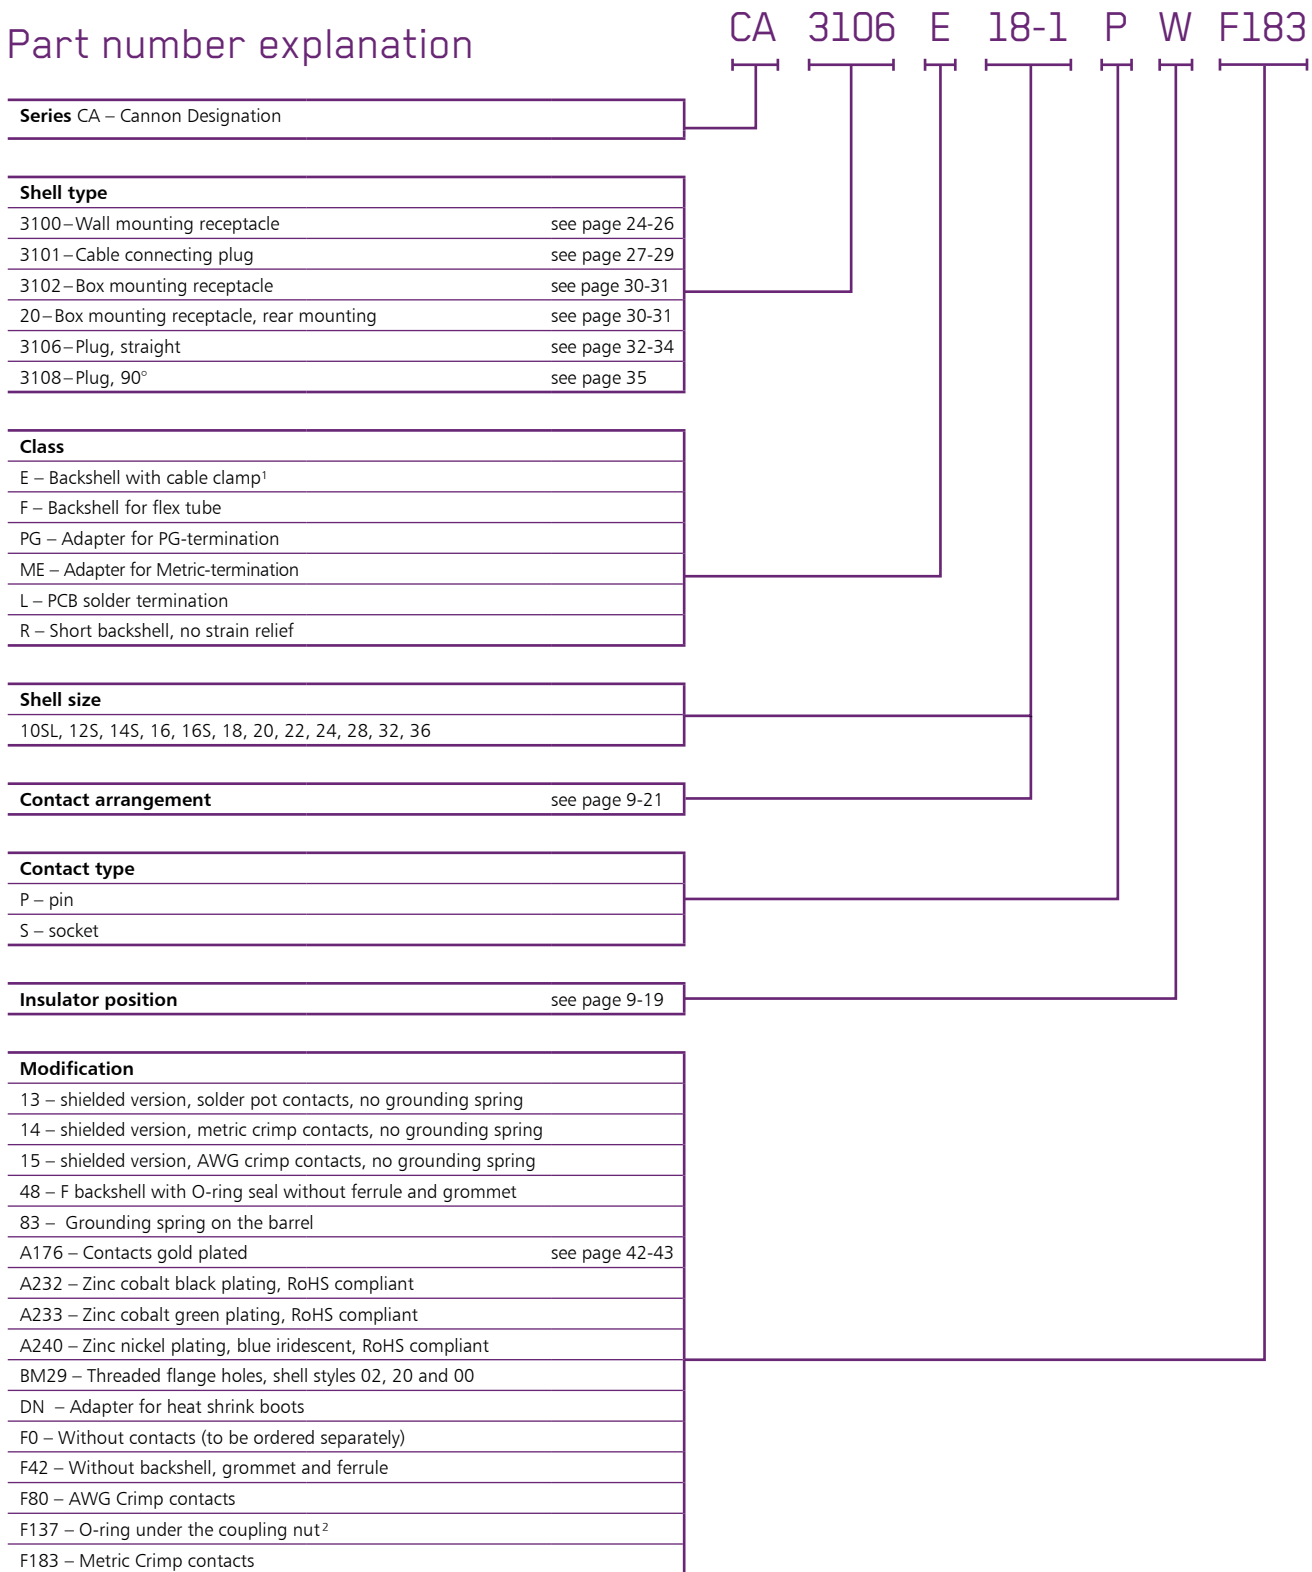 Part number explanation
CA 3106 E 18-1 P W F183
Series CA – Cannon Designation
Shell type
3100–Wall mounting receptacle see page 24-26
3101–Cable connecting plug see page 27-29
3102–Box mounting receptacle see page 30-31
20–Box mounting receptacle, rear mounting see page 30-31
3106–Plug, straight see page 32-34
3108–Plug, 90° see page 35
Class
E – Backshell with cable clamp¹
F – Backshell for flex tube
PG – Adapter for PG-termination
ME – Adapter for Metric-termination
L – PCB solder termination
R – Short backshell, no strain relief
Shell size
10SL, 12S, 14S, 16, 16S, 18, 20, 22, 24, 28, 32, 36
Contact arrangement see page 9-21
Contact type
P – pin
S – socket
Insulator position see page 9-19
Modification
13 – shielded version, solder pot contacts, no grounding spring
14 – shielded version, metric crimp contacts, no grounding spring
15 – shielded version, AWG crimp contacts, no grounding spring
48 – F backshell with O-ring seal without ferrule and grommet
83 – Grounding spring on the barrel
A176 – Contacts gold plated see page 42-43
A232 – Zinc cobalt black plating, RoHS compliant
A233 – Zinc cobalt green plating, RoHS compliant
A240 – Zinc nickel plating, blue iridescent, RoHS compliant
BM29 – Threaded flange holes, shell styles 02, 20 and 00
DN – Adapter for heat shrink boots
F0 – Without contacts (to be ordered separately)
F42 – Without backshell, grommet and ferrule
F80 – AWG Crimp contacts
F137 – O-ring under the coupling nut²
F183 – Metric Crimp contacts